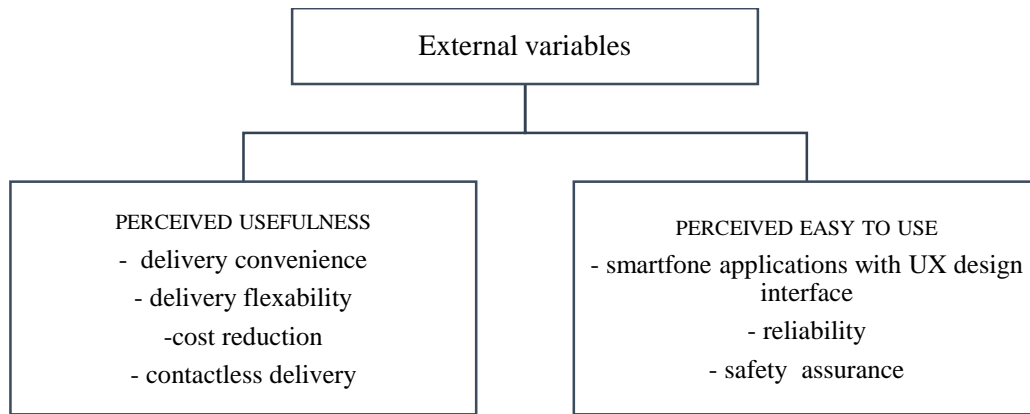 External variables
PERCEIVED USEFULNESS
- delivery convenience
- delivery flexability
-cost reduction
- contactless delivery
PERCEIVED EASY TO USE
- smartfone applications with UX design
interface
- reliability
- safety assurance